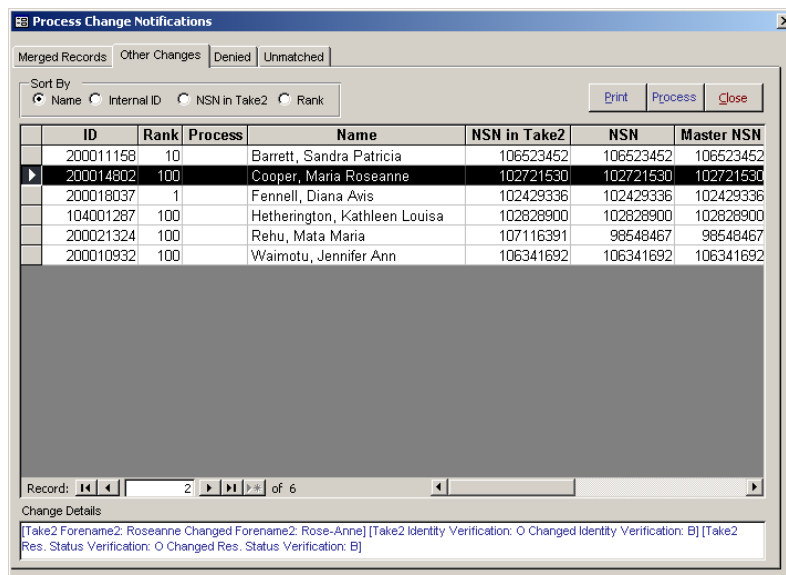 Process Change Notifications
Merged Records Other Changes Denied Unmatched
Sort By
Name Internal ID NSN in Take2 Rank
Print Process Close
ID Rank Process Name NSN in Take2 NSN Master NSN
200011158 10 Barrett, Sandra Patricia 106523452 106523452 106523452
200014802 100 Cooper, Maria Roseanne 102721530 102721530 102721530
200018037 1 Fennell, Diana Avis 102429336 102429336 102429336
104001287 100 Hetherington, Kathleen Louisa 102828900 102828900 102828900
200021324 100 Rehu, Mata Maria 107116391 98548467 98548467
200010932 100 Waimotu, Jennifer Ann 106341692 106341692 106341692
Record: 2 of 6
Change Details
[Take2 Forename2: Roseanne Changed Forename2: Rose-Anne] [Take2 Identity Verification: O Changed Identity Verification: B] [Take2
Res. Status Verification: O Changed Res. Status Verification: B]